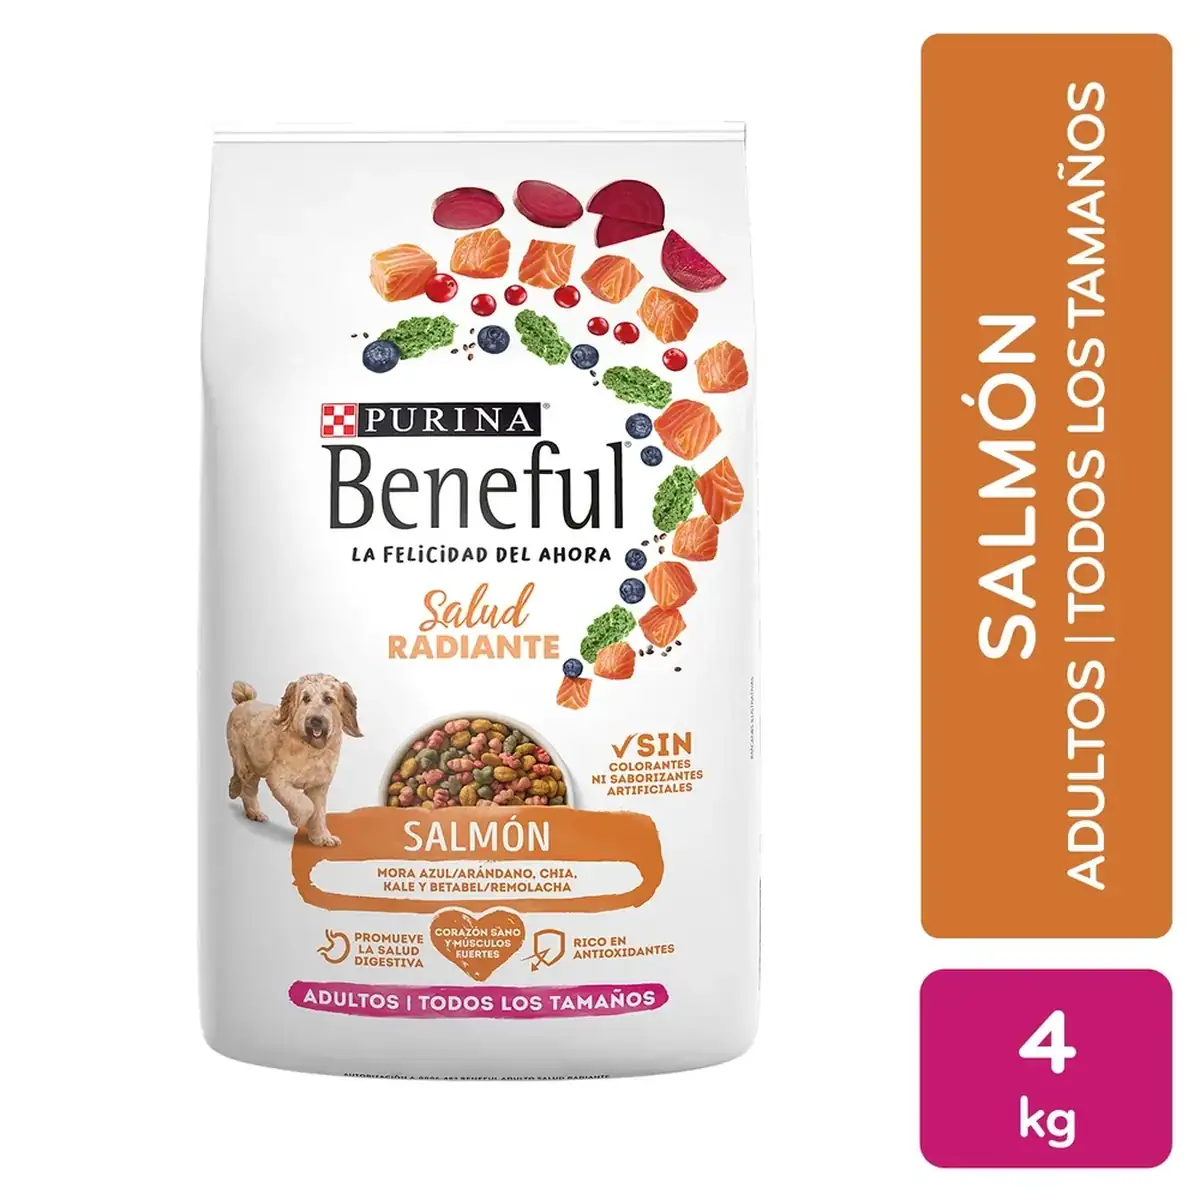 PURINA
Beneful
LA FELICIDAD DEL AHORA
Salud
RADIANTE
✓SIN
COLORANTES
NI SABORIZANTES
ARTIFICIALES
SALMÓN
MORA AZUL/ARÁNDANO, CHIA,
KALE Y BETABEL/REMOLACHA
PROMUEVE
LA SALUD
DIGESTIVA
CORAZÓN SANO
Y MÚSCULOS
FUERTES
RICO EN
ANTIOXIDANTES
ADULTOS | TODOS LOS TAMAÑOS
SALMÓN
ADULTOS | TODOS LOS TAMAÑOS
4
kg